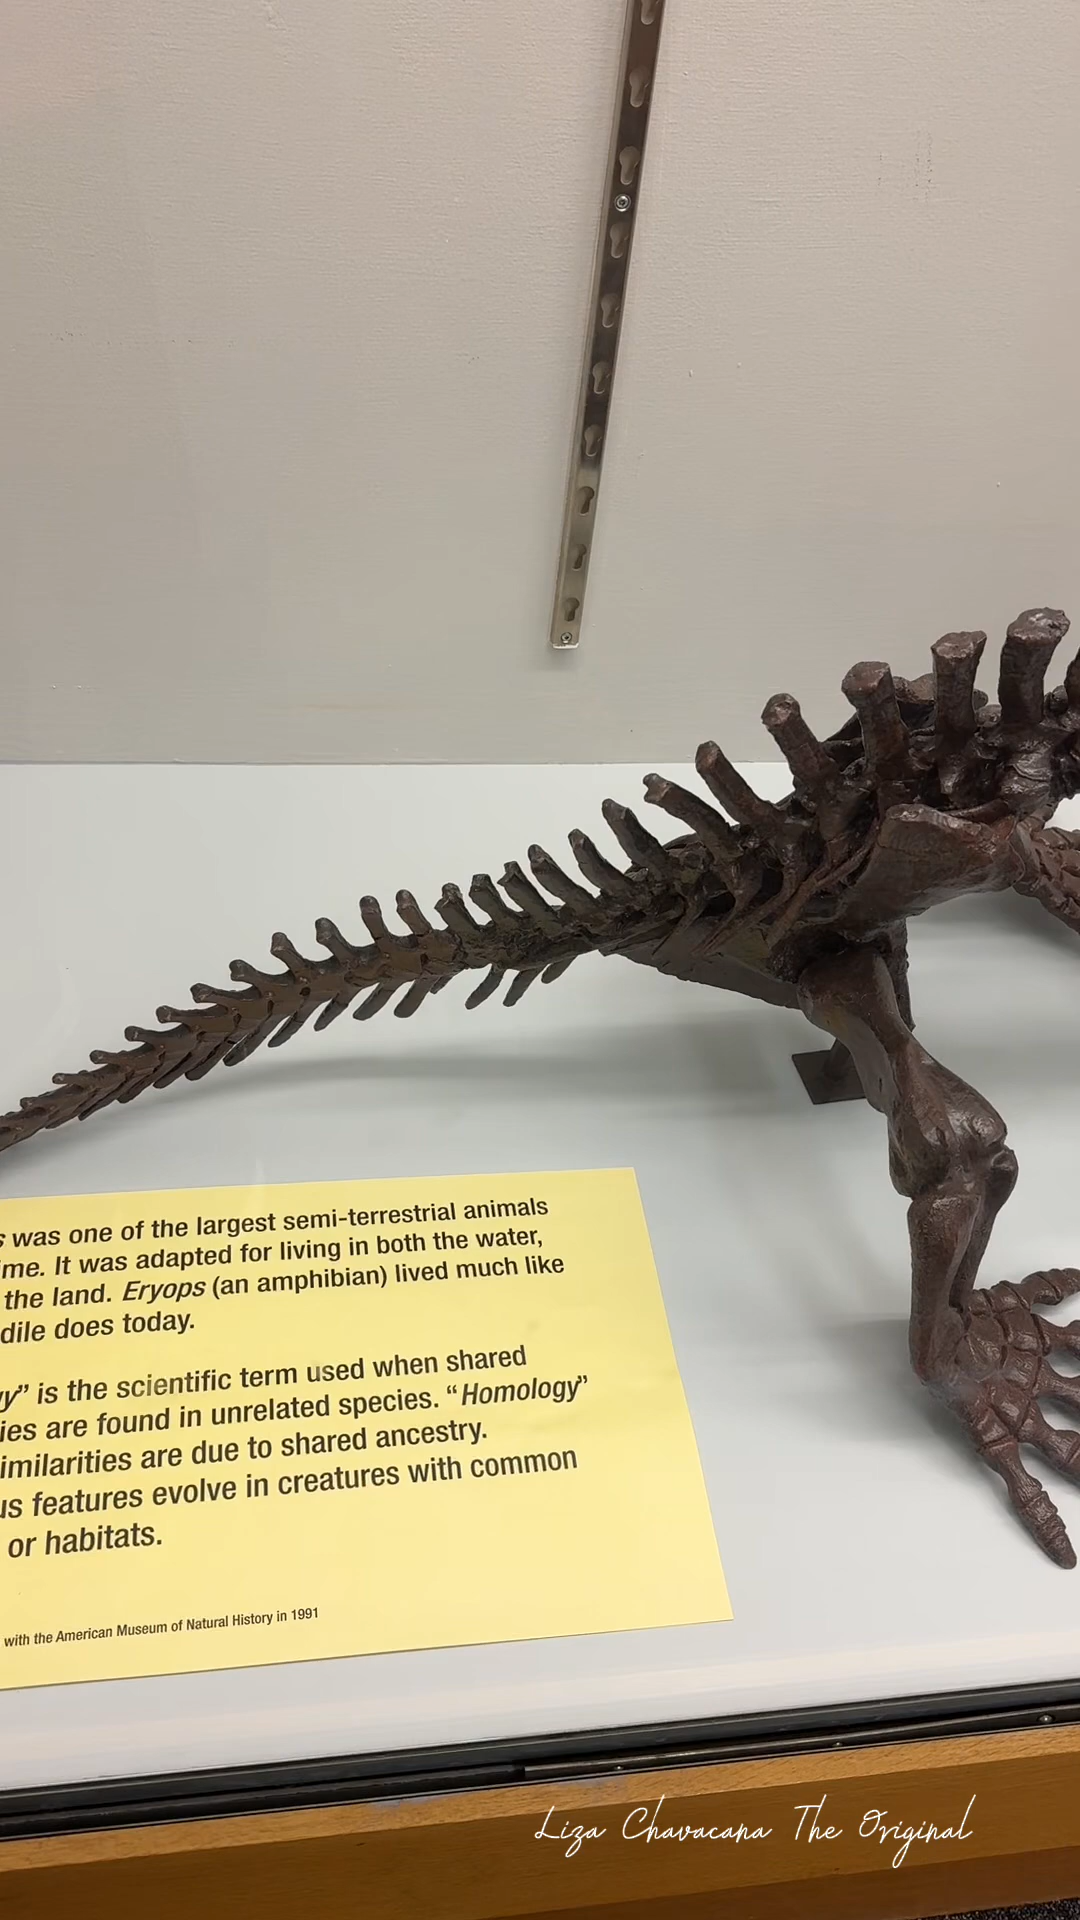 s was one of the largest semi-terrestrial animals
ime. It was adapted for living in both the water,
the land. Eryops (an amphibian) lived much like
dile does today.
gy” is the scientific term used when shared
ies are found in unrelated species. “Homology”
imilarities are due to shared ancestry.
us features evolve in creatures with common
or habitats.
with the American Museum of Natural History in 1991
Liza Chavacana The Original